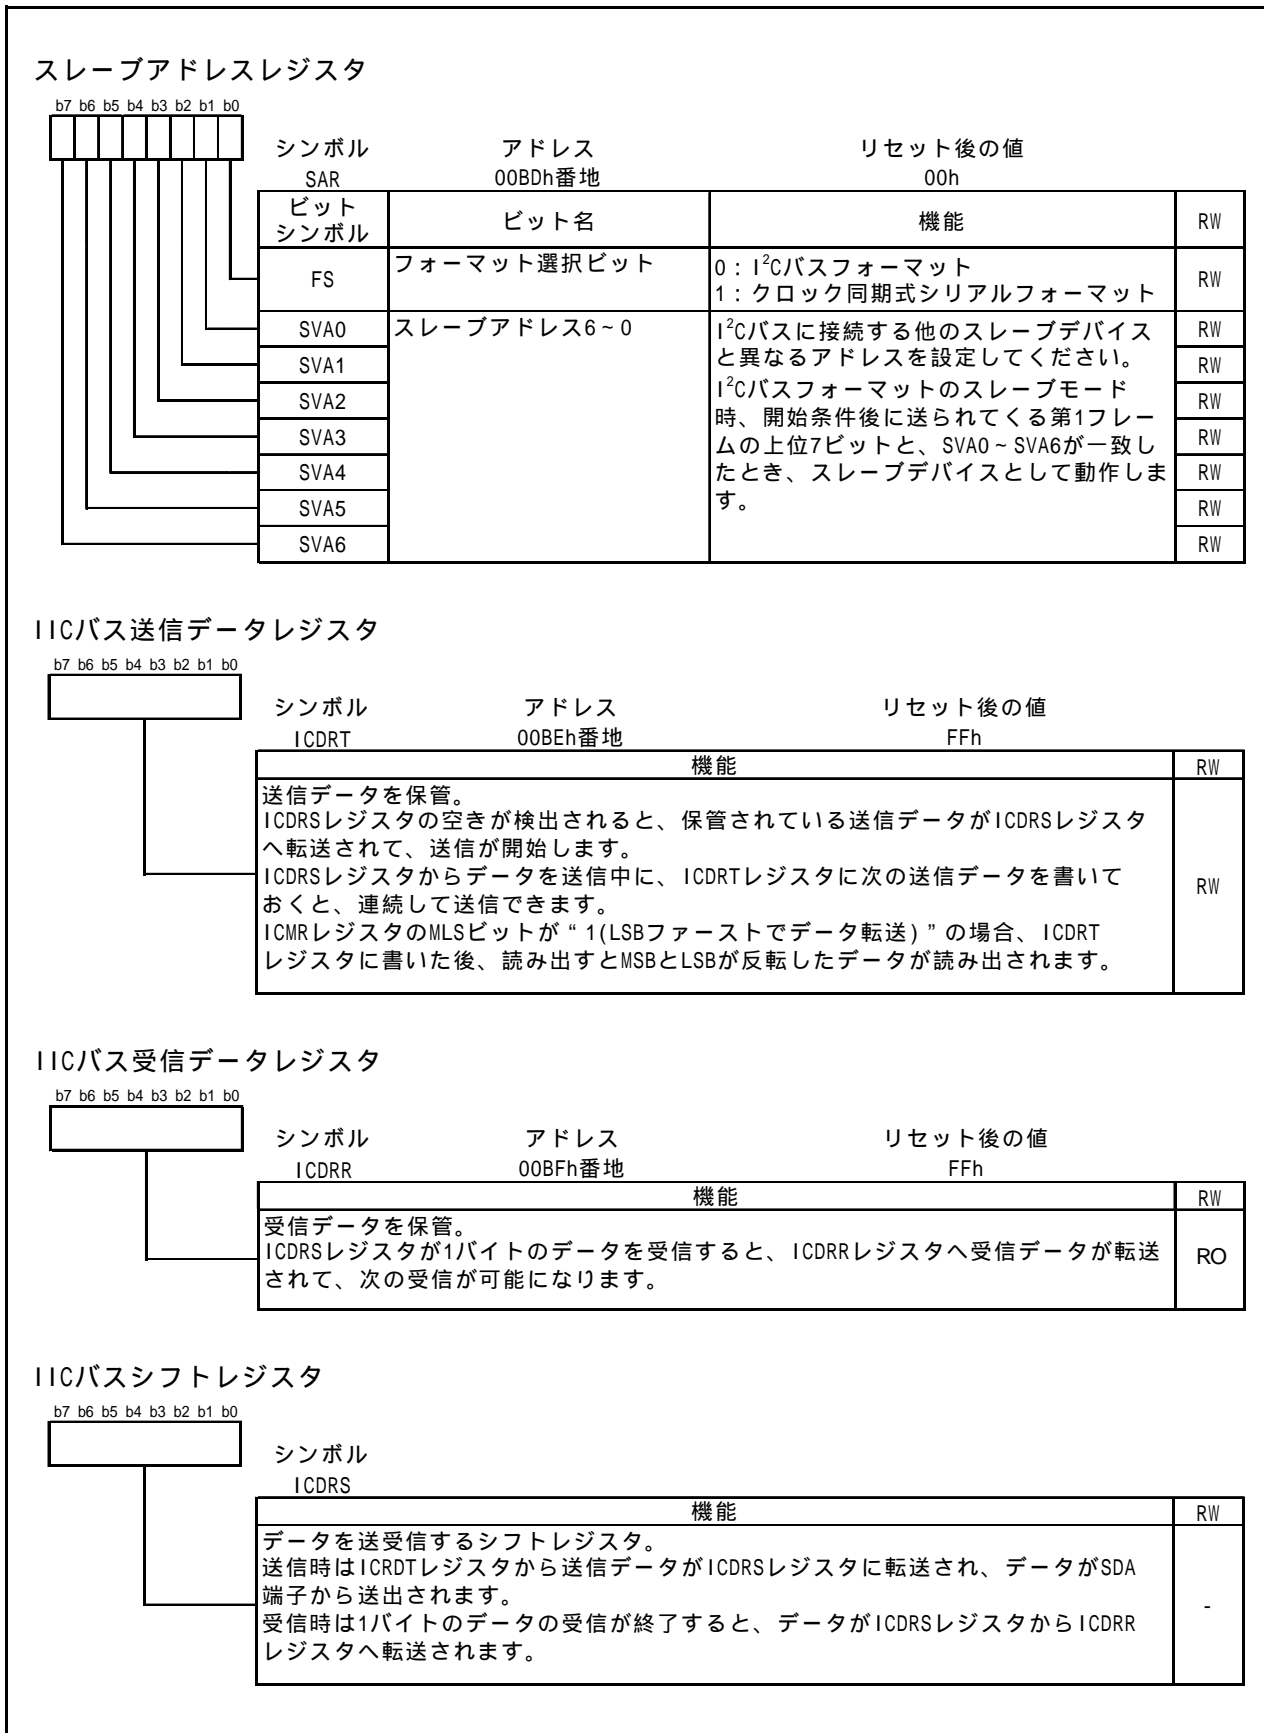 スレーブアドレスレジスタ
b7 b6 b5 b4 b3 b2 b1 b0
シンボル アドレス リセット後の値
SAR 00BDh番地 00h
ビットシンボル ビット名 機能 RW
FS フォーマット選択ビット 0：I²Cバスフォーマット RW
1：クロック同期式シリアルフォーマット
SVA0 スレーブアドレス6～0 I²Cバスに接続する他のスレーブデバイス RW
SVA1 と異なるアドレスを設定してください。 RW
SVA2 I²Cバスフォーマットのスレーブモード RW
時、開始条件後に送られてくる第1フレー
SVA3 ムの上位7ビットと、SVA0～SVA6が一致し RW
SVA4 たとき、スレーブデバイスとして動作しま RW
SVA5 す。 RW
SVA6 RW
IICバス送信データレジスタ
b7 b6 b5 b4 b3 b2 b1 b0
シンボル アドレス リセット後の値
ICDRT 00BEh番地 FFh
機能 RW
送信データを保管。
ICDRSレジスタの空きが検出されると、保管されている送信データがICDRSレジスタ
へ転送されて、送信が開始します。
ICDRSレジスタからデータを送信中に、ICDRTレジスタに次の送信データを書いて RW
おくと、連続して送信できます。
ICMRレジスタのMLSビットが“1(LSBファーストでデータ転送)”の場合、ICDRT
レジスタに書いた後、読み出すとMSBとLSBが反転したデータが読み出されます。
IICバス受信データレジスタ
b7 b6 b5 b4 b3 b2 b1 b0
シンボル アドレス リセット後の値
ICDRR 00BFh番地 FFh
機能 RW
受信データを保管。
ICDRSレジスタが1バイトのデータを受信すると、ICDRRレジスタへ受信データが転送 RO
されて、次の受信が可能になります。
IICバスシフトレジスタ
b7 b6 b5 b4 b3 b2 b1 b0
シンボル
ICDRS
機能 RW
データを送受信するシフトレジスタ。
送信時はICRDTレジスタから送信データがICDRSレジスタに転送され、データがSDA
端子から送出されます。 -
受信時は1バイトのデータの受信が終了すると、データがICDRSレジスタからICDRR
レジスタへ転送されます。